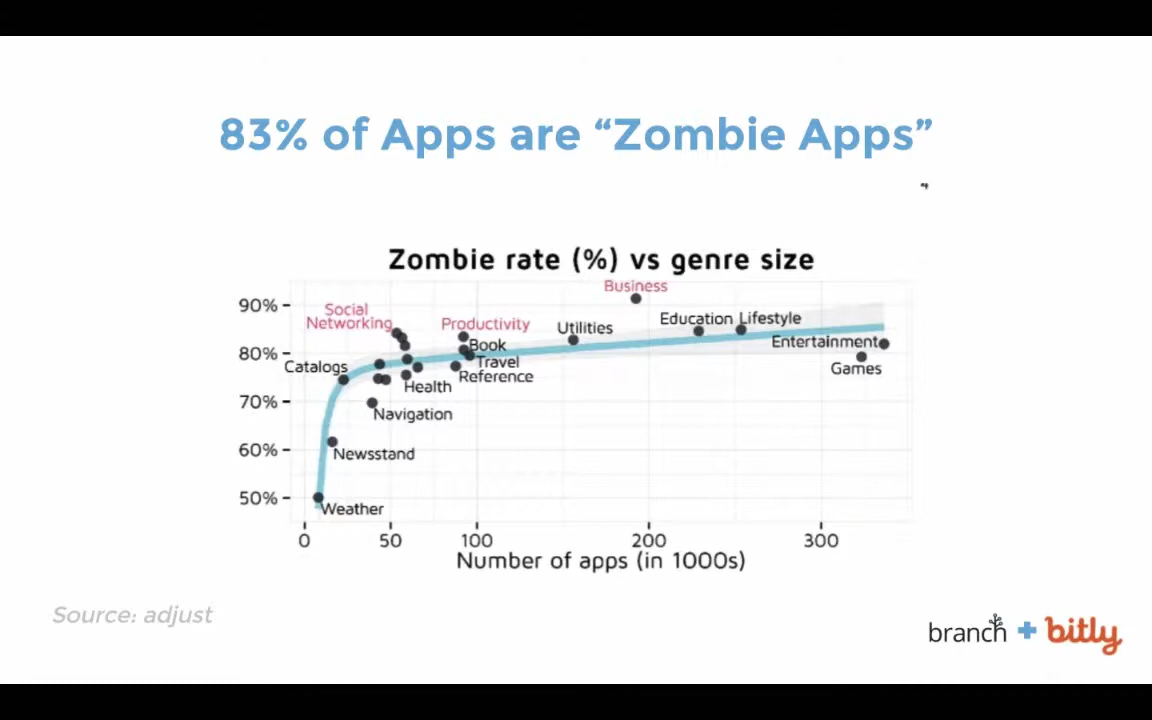 83% of Apps are “Zombie Apps”
Zombie rate (%) vs genre size
Business
90%
Social
Networking
Productivity
Utilities
Education Lifestyle
Book
Entertainment
80%
Travel
Catalogs
Reference
Games
Health
70%
Navigation
60%
Newsstand
50%
Weather
0 50 100 200 300
Number of apps (in 1000s)
Source: adjust
branch + bitly